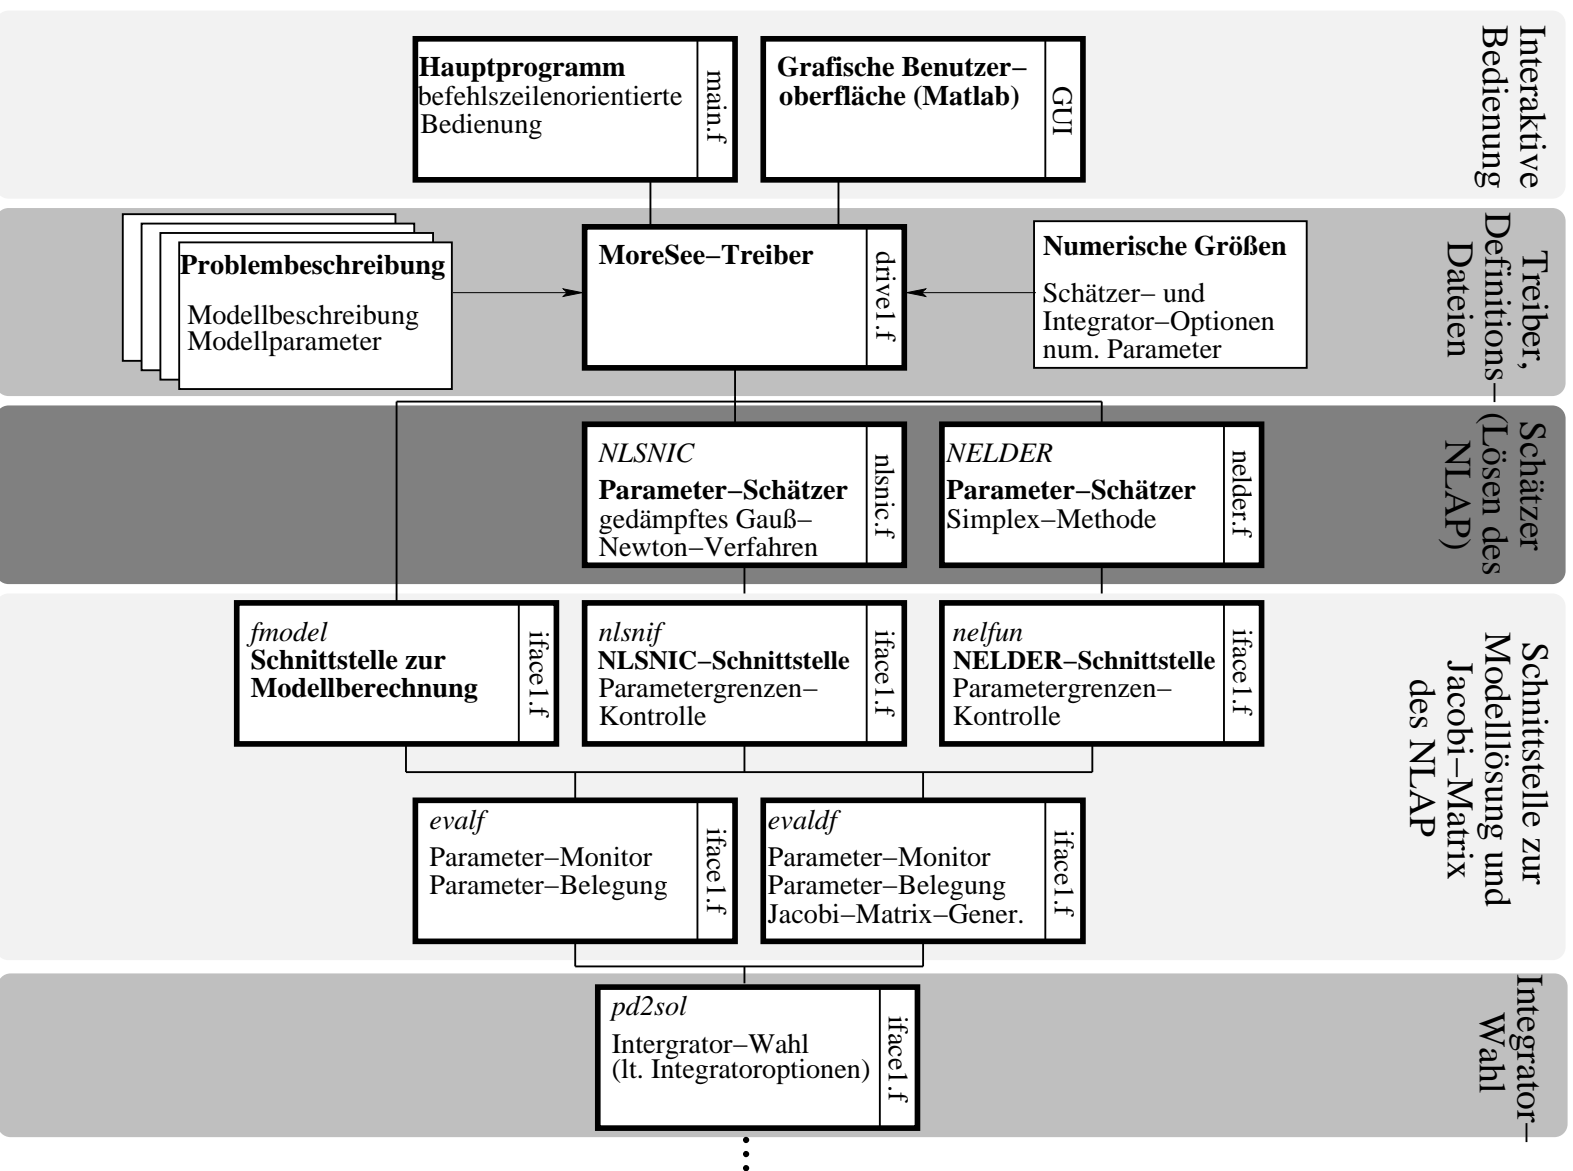 Hauptprogramm
befehlszeilenorientierte
Bedienung
main.f
Grafische Benutzer–
oberfläche (Matlab)
GUI
Interaktive
Bedienung
Problembeschreibung
Modellbeschreibung
Modellparameter
MoreSee–Treiber
drive1.f
Numerische Größen
Schätzer– und
Integrator–Optionen
num. Parameter
Treiber,
Definitions–
Dateien
NLSNIC
Parameter–Schätzer
gedämpftes Gauß–
Newton–Verfahren
nlsnic.f
NELDER
Parameter–Schätzer
Simplex–Methode
nelder.f
Schätzer
(Lösen des
NLAP)
fmodel
Schnittstelle zur
Modellberechnung
iface1.f
nlsnif
NLSNIC–Schnittstelle
Parametergrenzen–
Kontrolle
iface1.f
nelfun
NELDER–Schnittstelle
Parametergrenzen–
Kontrolle
iface1.f
Schnittstelle zur
Modelllösung und
Jacobi–Matrix
des NLAP
evalf
Parameter–Monitor
Parameter–Belegung
iface1.f
evaldf
Parameter–Monitor
Parameter–Belegung
Jacobi–Matrix–Gener.
iface1.f
pd2sol
Intergrator–Wahl
(lt. Integratoroptionen)
iface1.f
Integrator–
Wahl